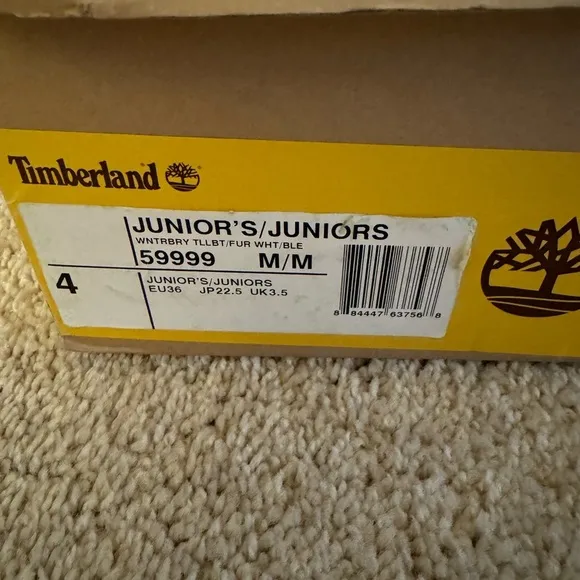 Timberland
JUNIOR'S/JUNIORS
WNTRBRY TLLBT/FUR WHT/BLE
59999 M/M
4
JUNIOR'S/JUNIORS
EU36 JP22.5 UK3.5
8 84447 63756 8